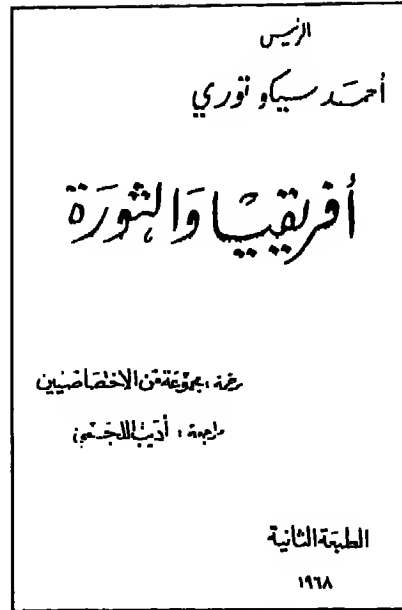 الرئيس
أحمد سيكو توري
أفريقيا والثورة
ترجمة : مجموعة من الاختصاصيين
مراجعة : أديب اللجمي
الطبعة الثانية
١٩٦٨